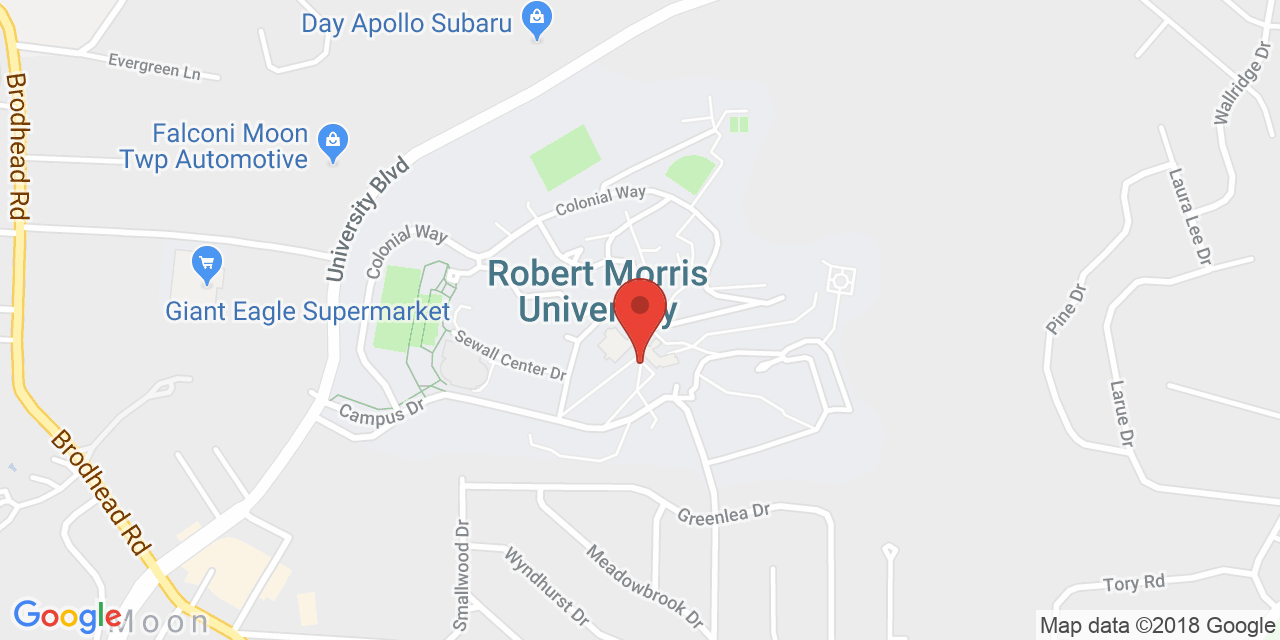 Day Apollo Subaru
Evergreen Ln
Wallridge Dr
Brodhead Rd
Falconi Moon
Twp Automotive
University Blvd
Colonial Way
Laura Lee Dr
Colonial Way
Robert Morris
University
Giant Eagle Supermarket
Pine Dr
Sewall Center Dr
Campus Dr
Larue Dr
Brodhead Rd
Greenlea Dr
Smallwood Dr
Wyndhurst Dr
Meadowbrook Dr
Tory Rd
Google
Moon
Map data ©2018 Google